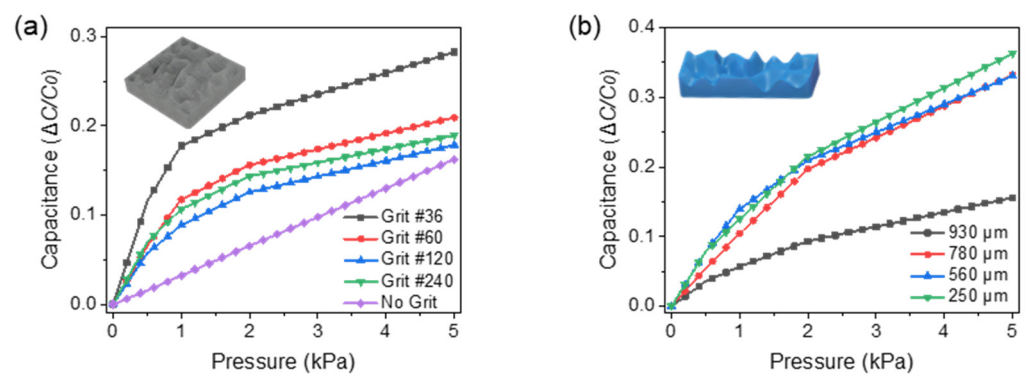 (a)
Capacitance (ΔC/Co)
0.3
0.2
0.1
0.0
Grit #36
Grit #60
Grit #120
Grit #240
No Grit
0 1 2 3 4 5
Pressure (kPa)
(b)
Capacitance (ΔC/Co)
0.4
0.3
0.2
0.1
0.0
930 μm
780 μm
560 μm
250 μm
0 1 2 3 4 5
Pressure (kPa)